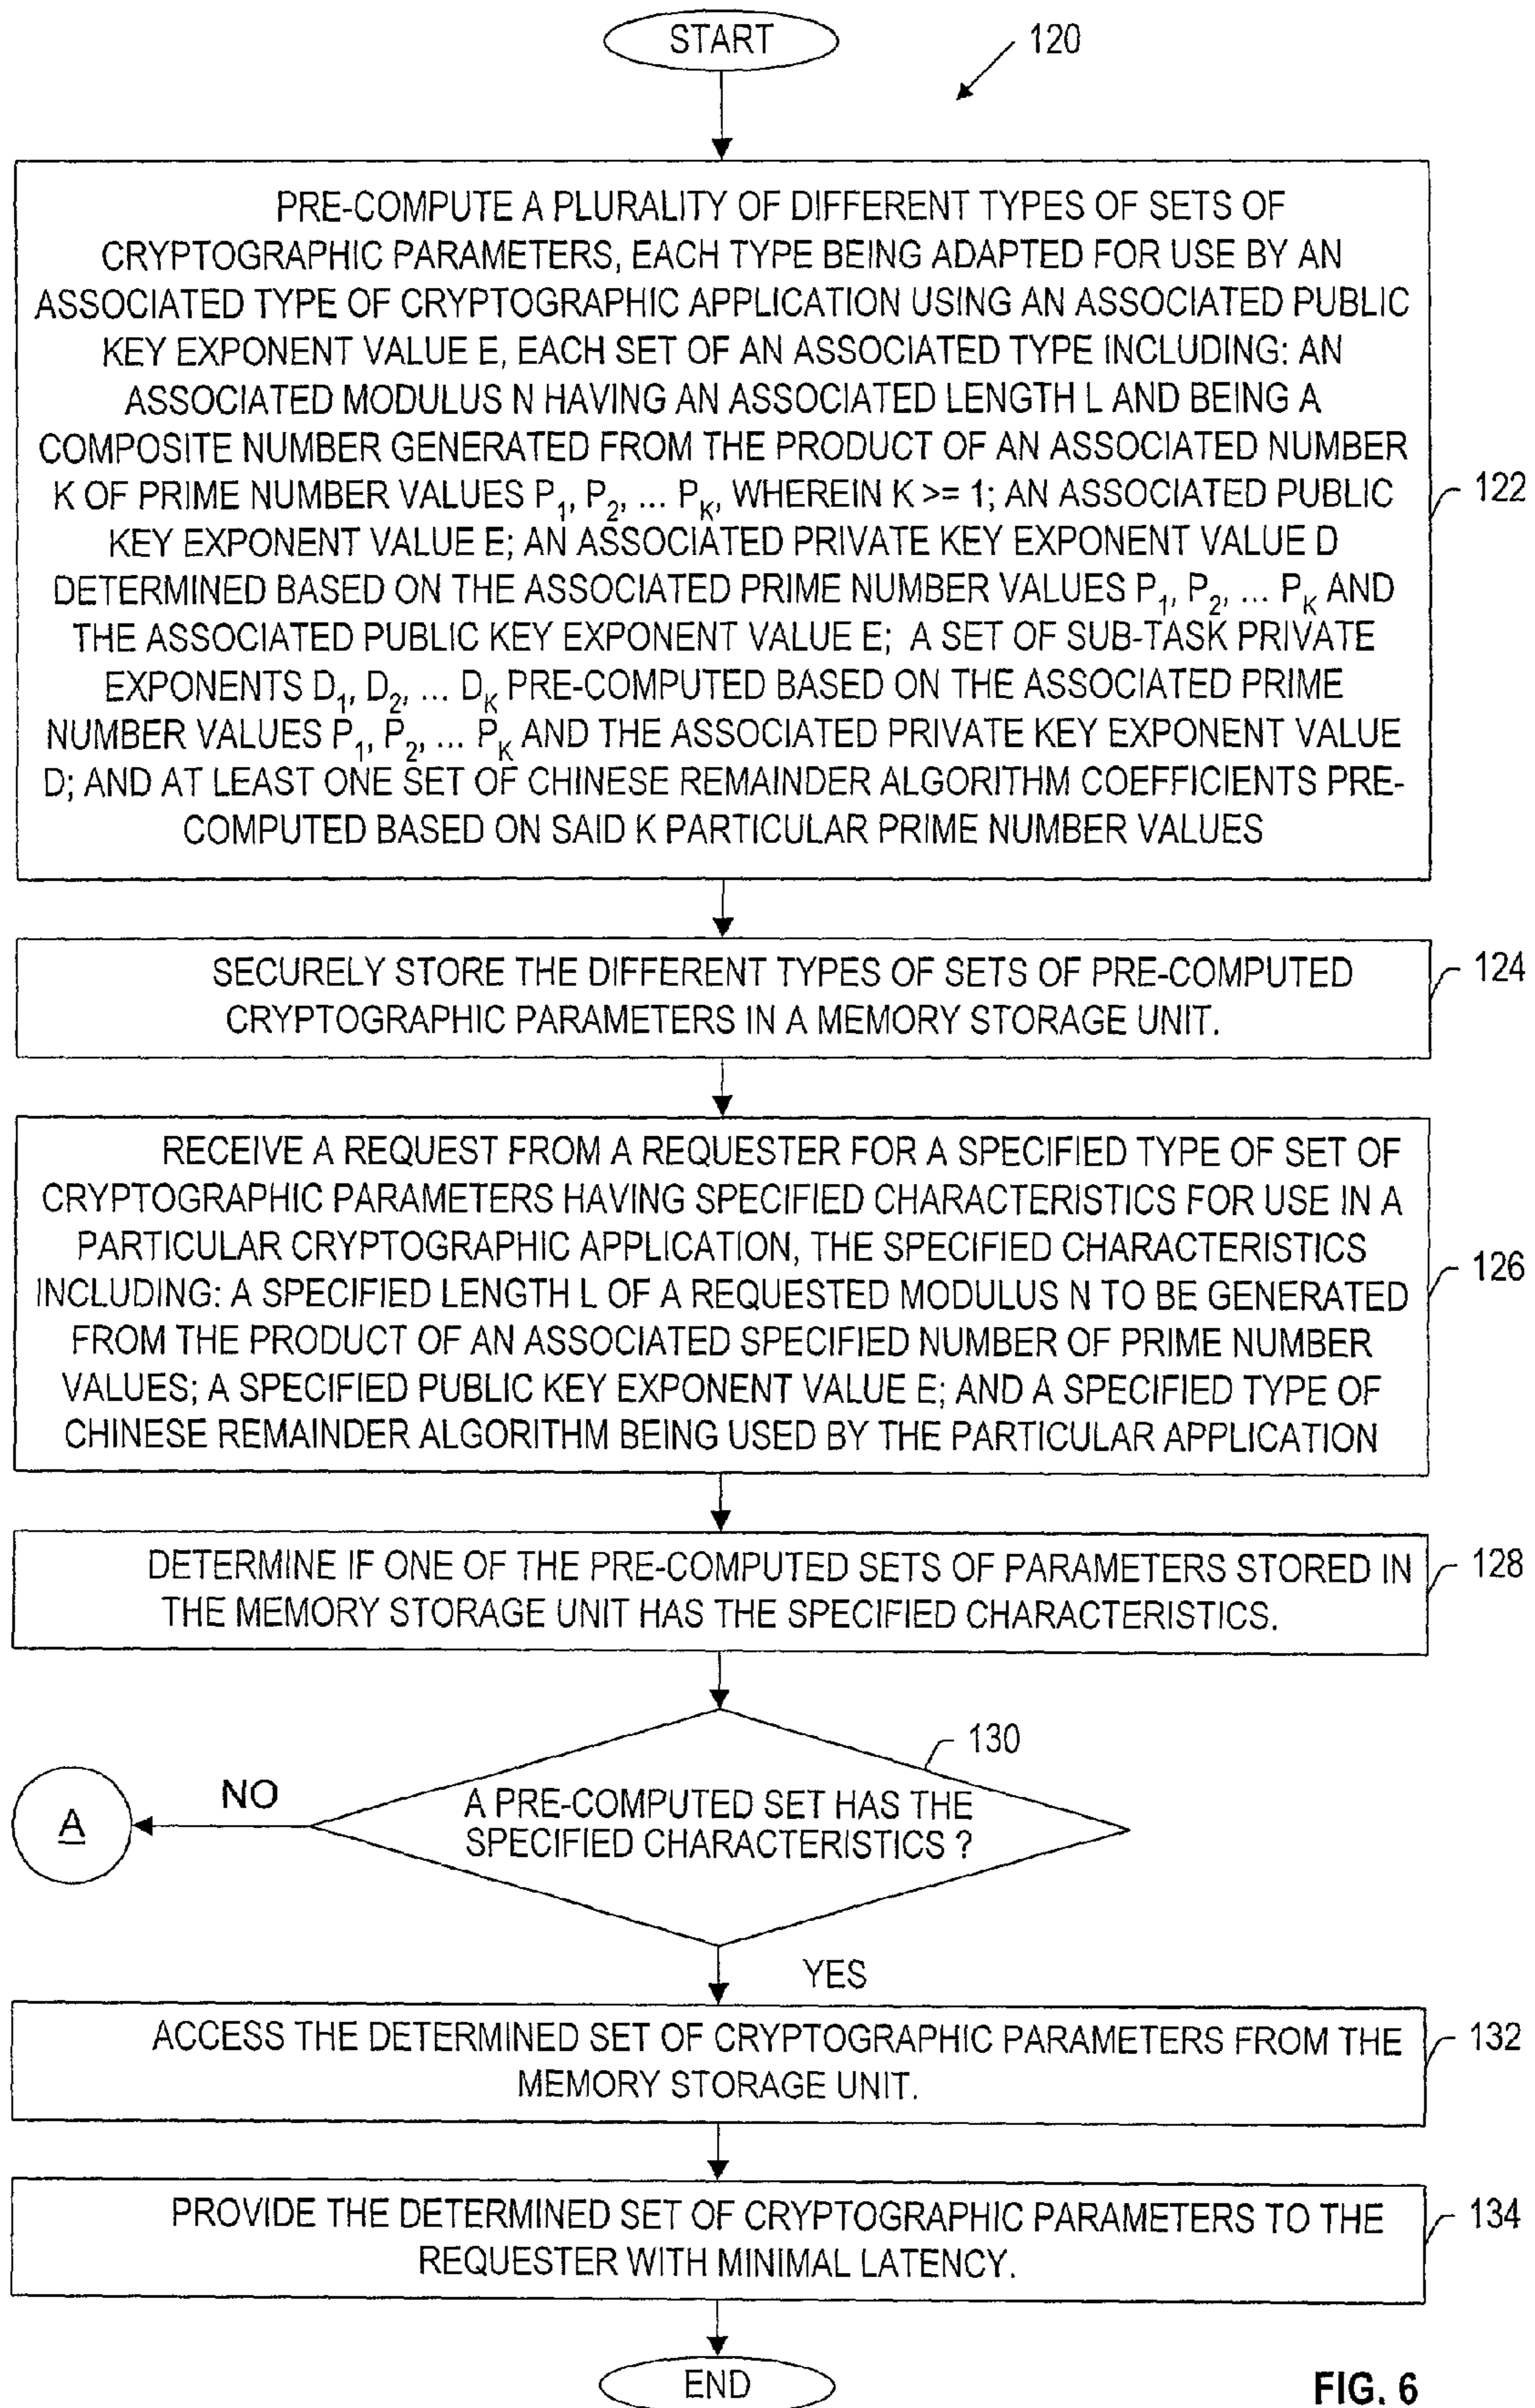 START
120
PRE-COMPUTE A PLURALITY OF DIFFERENT TYPES OF SETS OF
CRYPTOGRAPHIC PARAMETERS, EACH TYPE BEING ADAPTED FOR USE BY AN
ASSOCIATED TYPE OF CRYPTOGRAPHIC APPLICATION USING AN ASSOCIATED PUBLIC
KEY EXPONENT VALUE E, EACH SET OF AN ASSOCIATED TYPE INCLUDING: AN
ASSOCIATED MODULUS N HAVING AN ASSOCIATED LENGTH L AND BEING A
COMPOSITE NUMBER GENERATED FROM THE PRODUCT OF AN ASSOCIATED NUMBER
K OF PRIME NUMBER VALUES P₁, P₂, ... Pₖ, WHEREIN K >= 1; AN ASSOCIATED PUBLIC
KEY EXPONENT VALUE E; AN ASSOCIATED PRIVATE KEY EXPONENT VALUE D
DETERMINED BASED ON THE ASSOCIATED PRIME NUMBER VALUES P₁, P₂, ... Pₖ AND
THE ASSOCIATED PUBLIC KEY EXPONENT VALUE E; A SET OF SUB-TASK PRIVATE
EXPONENTS D₁, D₂, ... Dₖ PRE-COMPUTED BASED ON THE ASSOCIATED PRIME
NUMBER VALUES P₁, P₂, ... Pₖ AND THE ASSOCIATED PRIVATE KEY EXPONENT VALUE
D; AND AT LEAST ONE SET OF CHINESE REMAINDER ALGORITHM COEFFICIENTS PRE-
COMPUTED BASED ON SAID K PARTICULAR PRIME NUMBER VALUES
122
SECURELY STORE THE DIFFERENT TYPES OF SETS OF PRE-COMPUTED
CRYPTOGRAPHIC PARAMETERS IN A MEMORY STORAGE UNIT.
124
RECEIVE A REQUEST FROM A REQUESTER FOR A SPECIFIED TYPE OF SET OF
CRYPTOGRAPHIC PARAMETERS HAVING SPECIFIED CHARACTERISTICS FOR USE IN A
PARTICULAR CRYPTOGRAPHIC APPLICATION, THE SPECIFIED CHARACTERISTICS
INCLUDING: A SPECIFIED LENGTH L OF A REQUESTED MODULUS N TO BE GENERATED
FROM THE PRODUCT OF AN ASSOCIATED SPECIFIED NUMBER OF PRIME NUMBER
VALUES; A SPECIFIED PUBLIC KEY EXPONENT VALUE E; AND A SPECIFIED TYPE OF
CHINESE REMAINDER ALGORITHM BEING USED BY THE PARTICULAR APPLICATION
126
DETERMINE IF ONE OF THE PRE-COMPUTED SETS OF PARAMETERS STORED IN
THE MEMORY STORAGE UNIT HAS THE SPECIFIED CHARACTERISTICS.
128
130
A PRE-COMPUTED SET HAS THE
SPECIFIED CHARACTERISTICS ?
NO
A
YES
ACCESS THE DETERMINED SET OF CRYPTOGRAPHIC PARAMETERS FROM THE
MEMORY STORAGE UNIT.
132
PROVIDE THE DETERMINED SET OF CRYPTOGRAPHIC PARAMETERS TO THE
REQUESTER WITH MINIMAL LATENCY.
134
END
FIG. 6